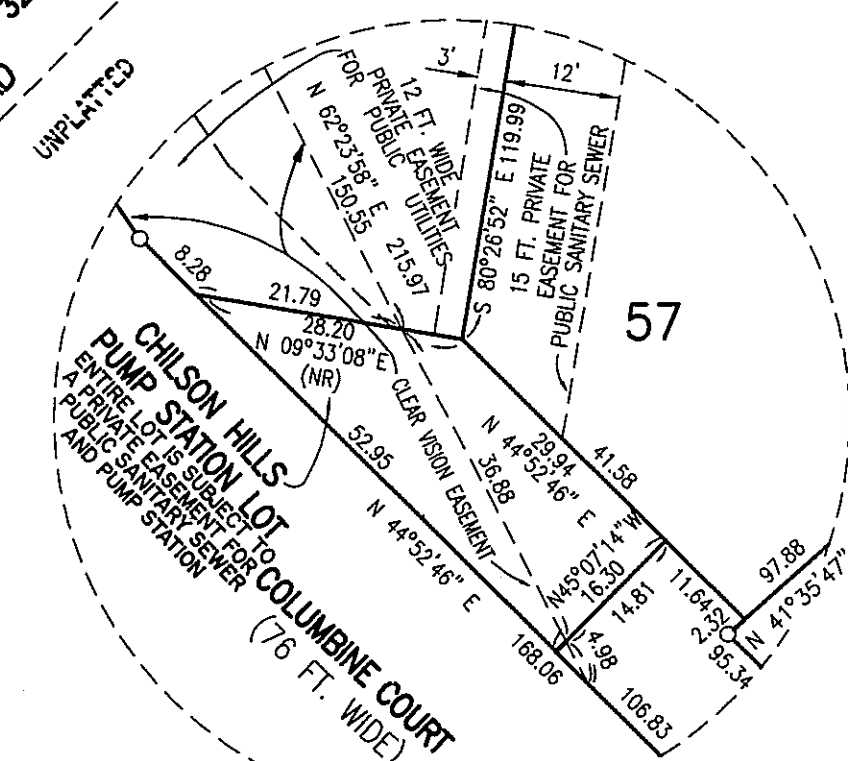 UNPLATTED
3'
12'
12 FT. WIDE
PRIVATE EASEMENT
FOR PUBLIC UTILITIES
N 62°23'58" E
150.55
215.97
S 80°26'52" E 119.99
15 FT. PRIVATE
EASEMENT FOR
PUBLIC SANITARY SEWER
57
8.28
21.79
28.20
N 09°33'08"E
(NR)
CHILSON HILLS
PUMP STATION LOT
ENTIRE LOT IS SUBJECT TO
A PRIVATE EASEMENT FOR
PUBLIC SANITARY SEWER
AND PUMP STATION
CLEAR VISION EASEMENT
52.95
N 44°52'46" E
29.94
41.58
N 44°52'46" E
36.88
N45°07'14"W
16.30
14.81
4.98
11.64
2.32
97.88
N 41°35'47"
95.34
168.06
106.83
COLUMBINE COURT
(76 FT. WIDE)